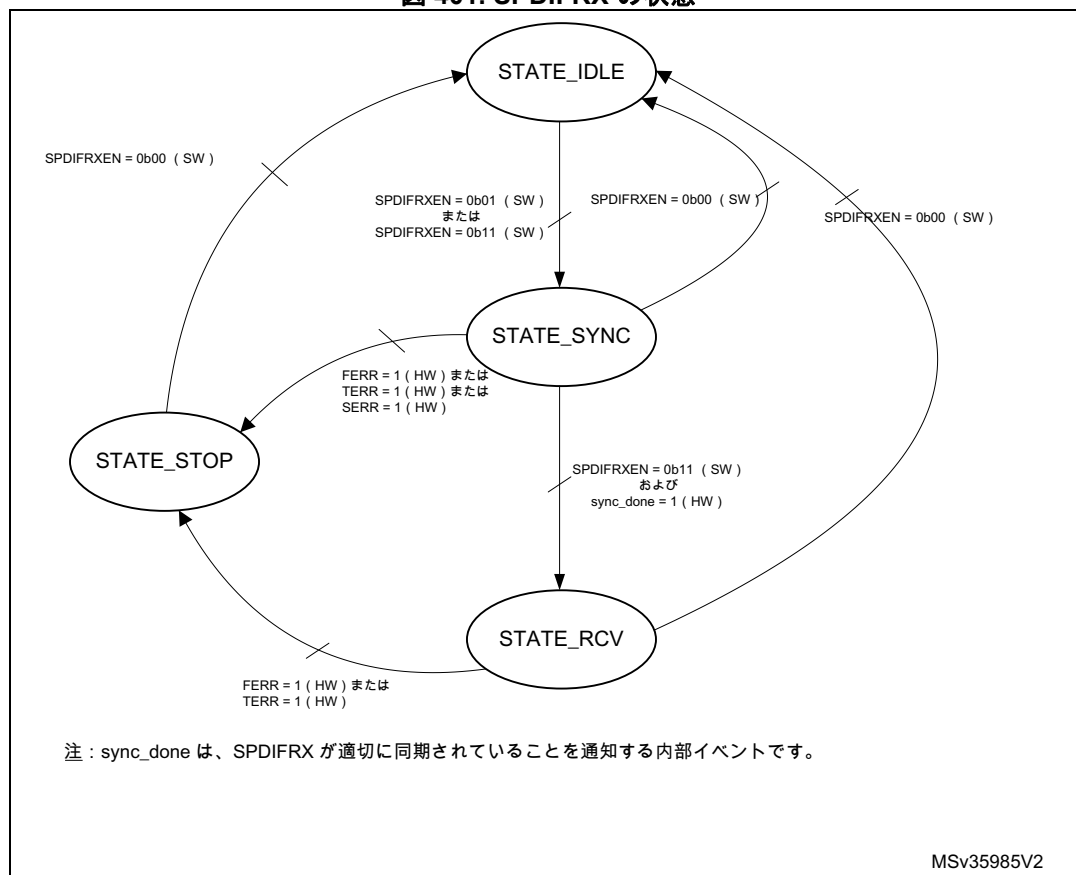 STATE_IDLE
SPDIFRXEN = 0b00 （ SW ）
SPDIFRXEN = 0b01 （ SW ）
または
SPDIFRXEN = 0b11 （ SW ）
SPDIFRXEN = 0b00 （ SW ）
SPDIFRXEN = 0b00 （ SW ）
STATE_SYNC
FERR = 1 ( HW ) または
TERR = 1 ( HW ) または
SERR = 1 ( HW )
STATE_STOP
SPDIFRXEN = 0b11 （ SW ）
および
sync_done = 1 ( HW )
STATE_RCV
FERR = 1 ( HW ) または
TERR = 1 ( HW )
注 : sync_done は、SPDIFRX が適切に同期されていることを通知する内部イベントです。
MSv35985V2